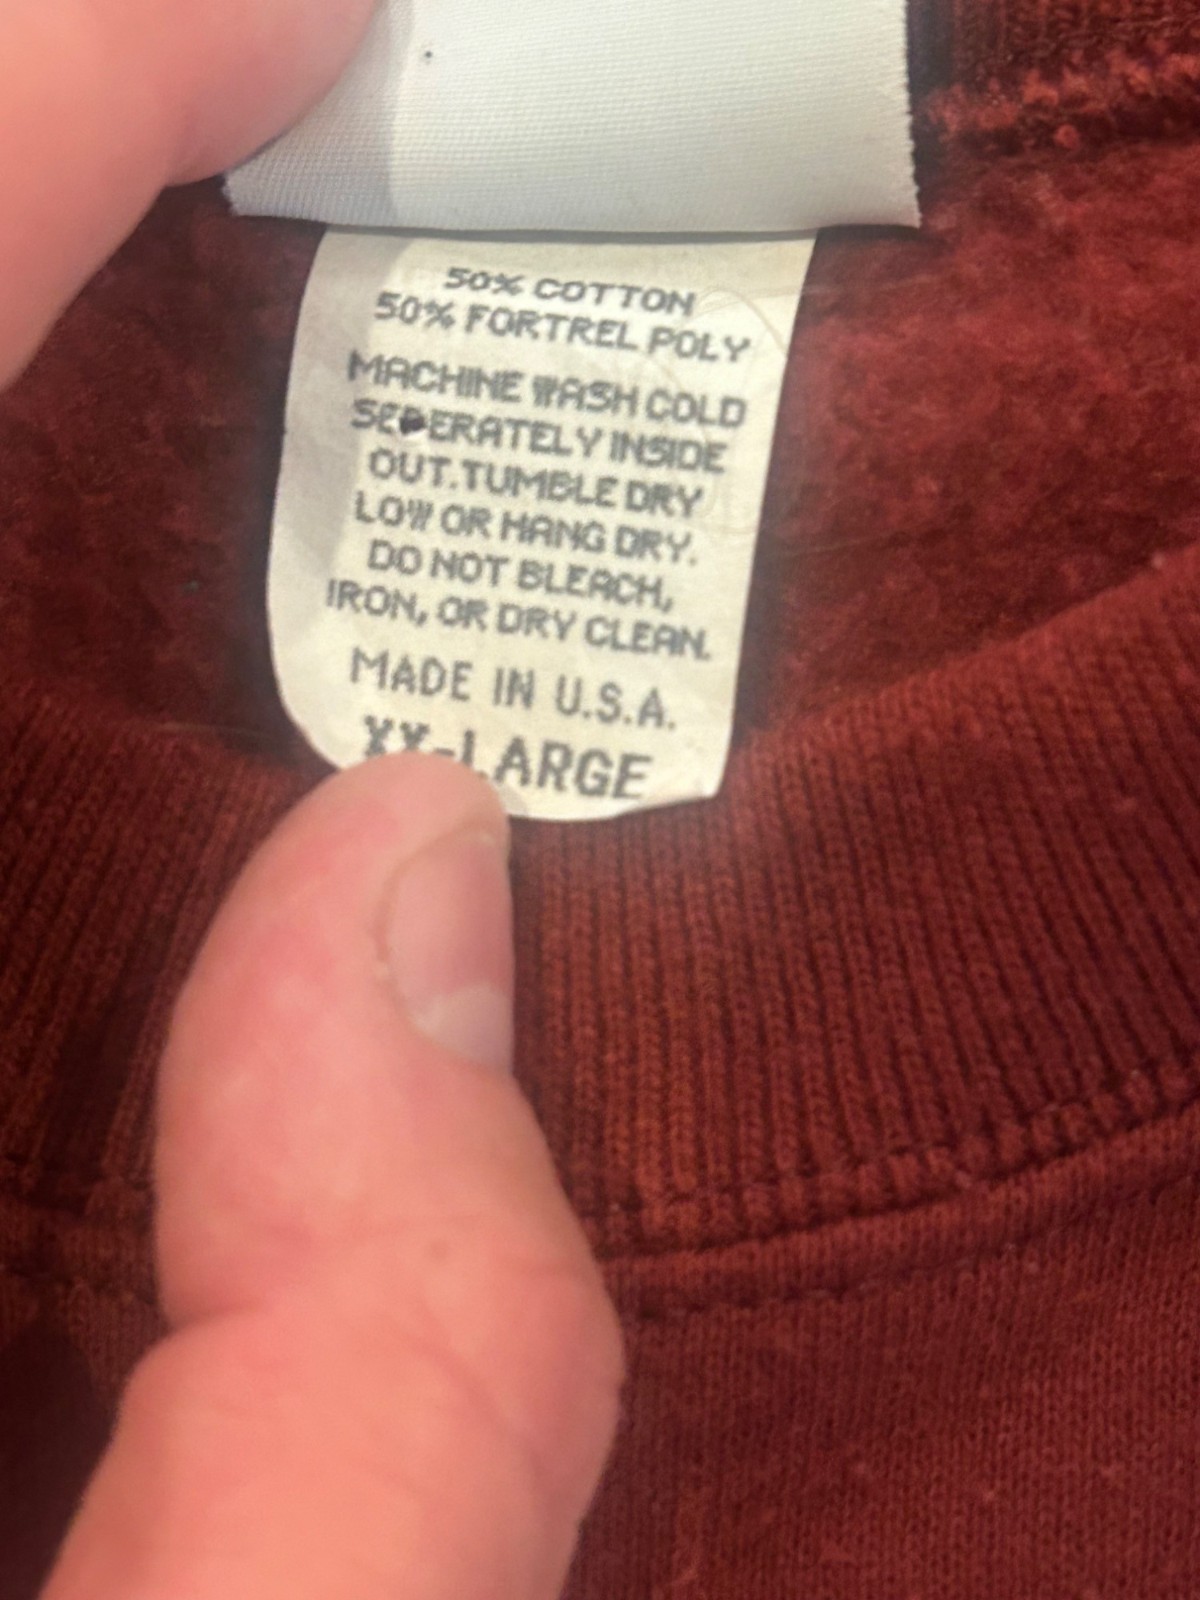 50% COTTON
50% FORTREL POLY
MACHINE WASH COLD
SEPERATELY INSIDE
OUT. TUMBLE DRY
LOW OR HANG DRY.
DO NOT BLEACH,
IRON, OR DRY CLEAN.
MADE IN U.S.A.
XX-LARGE